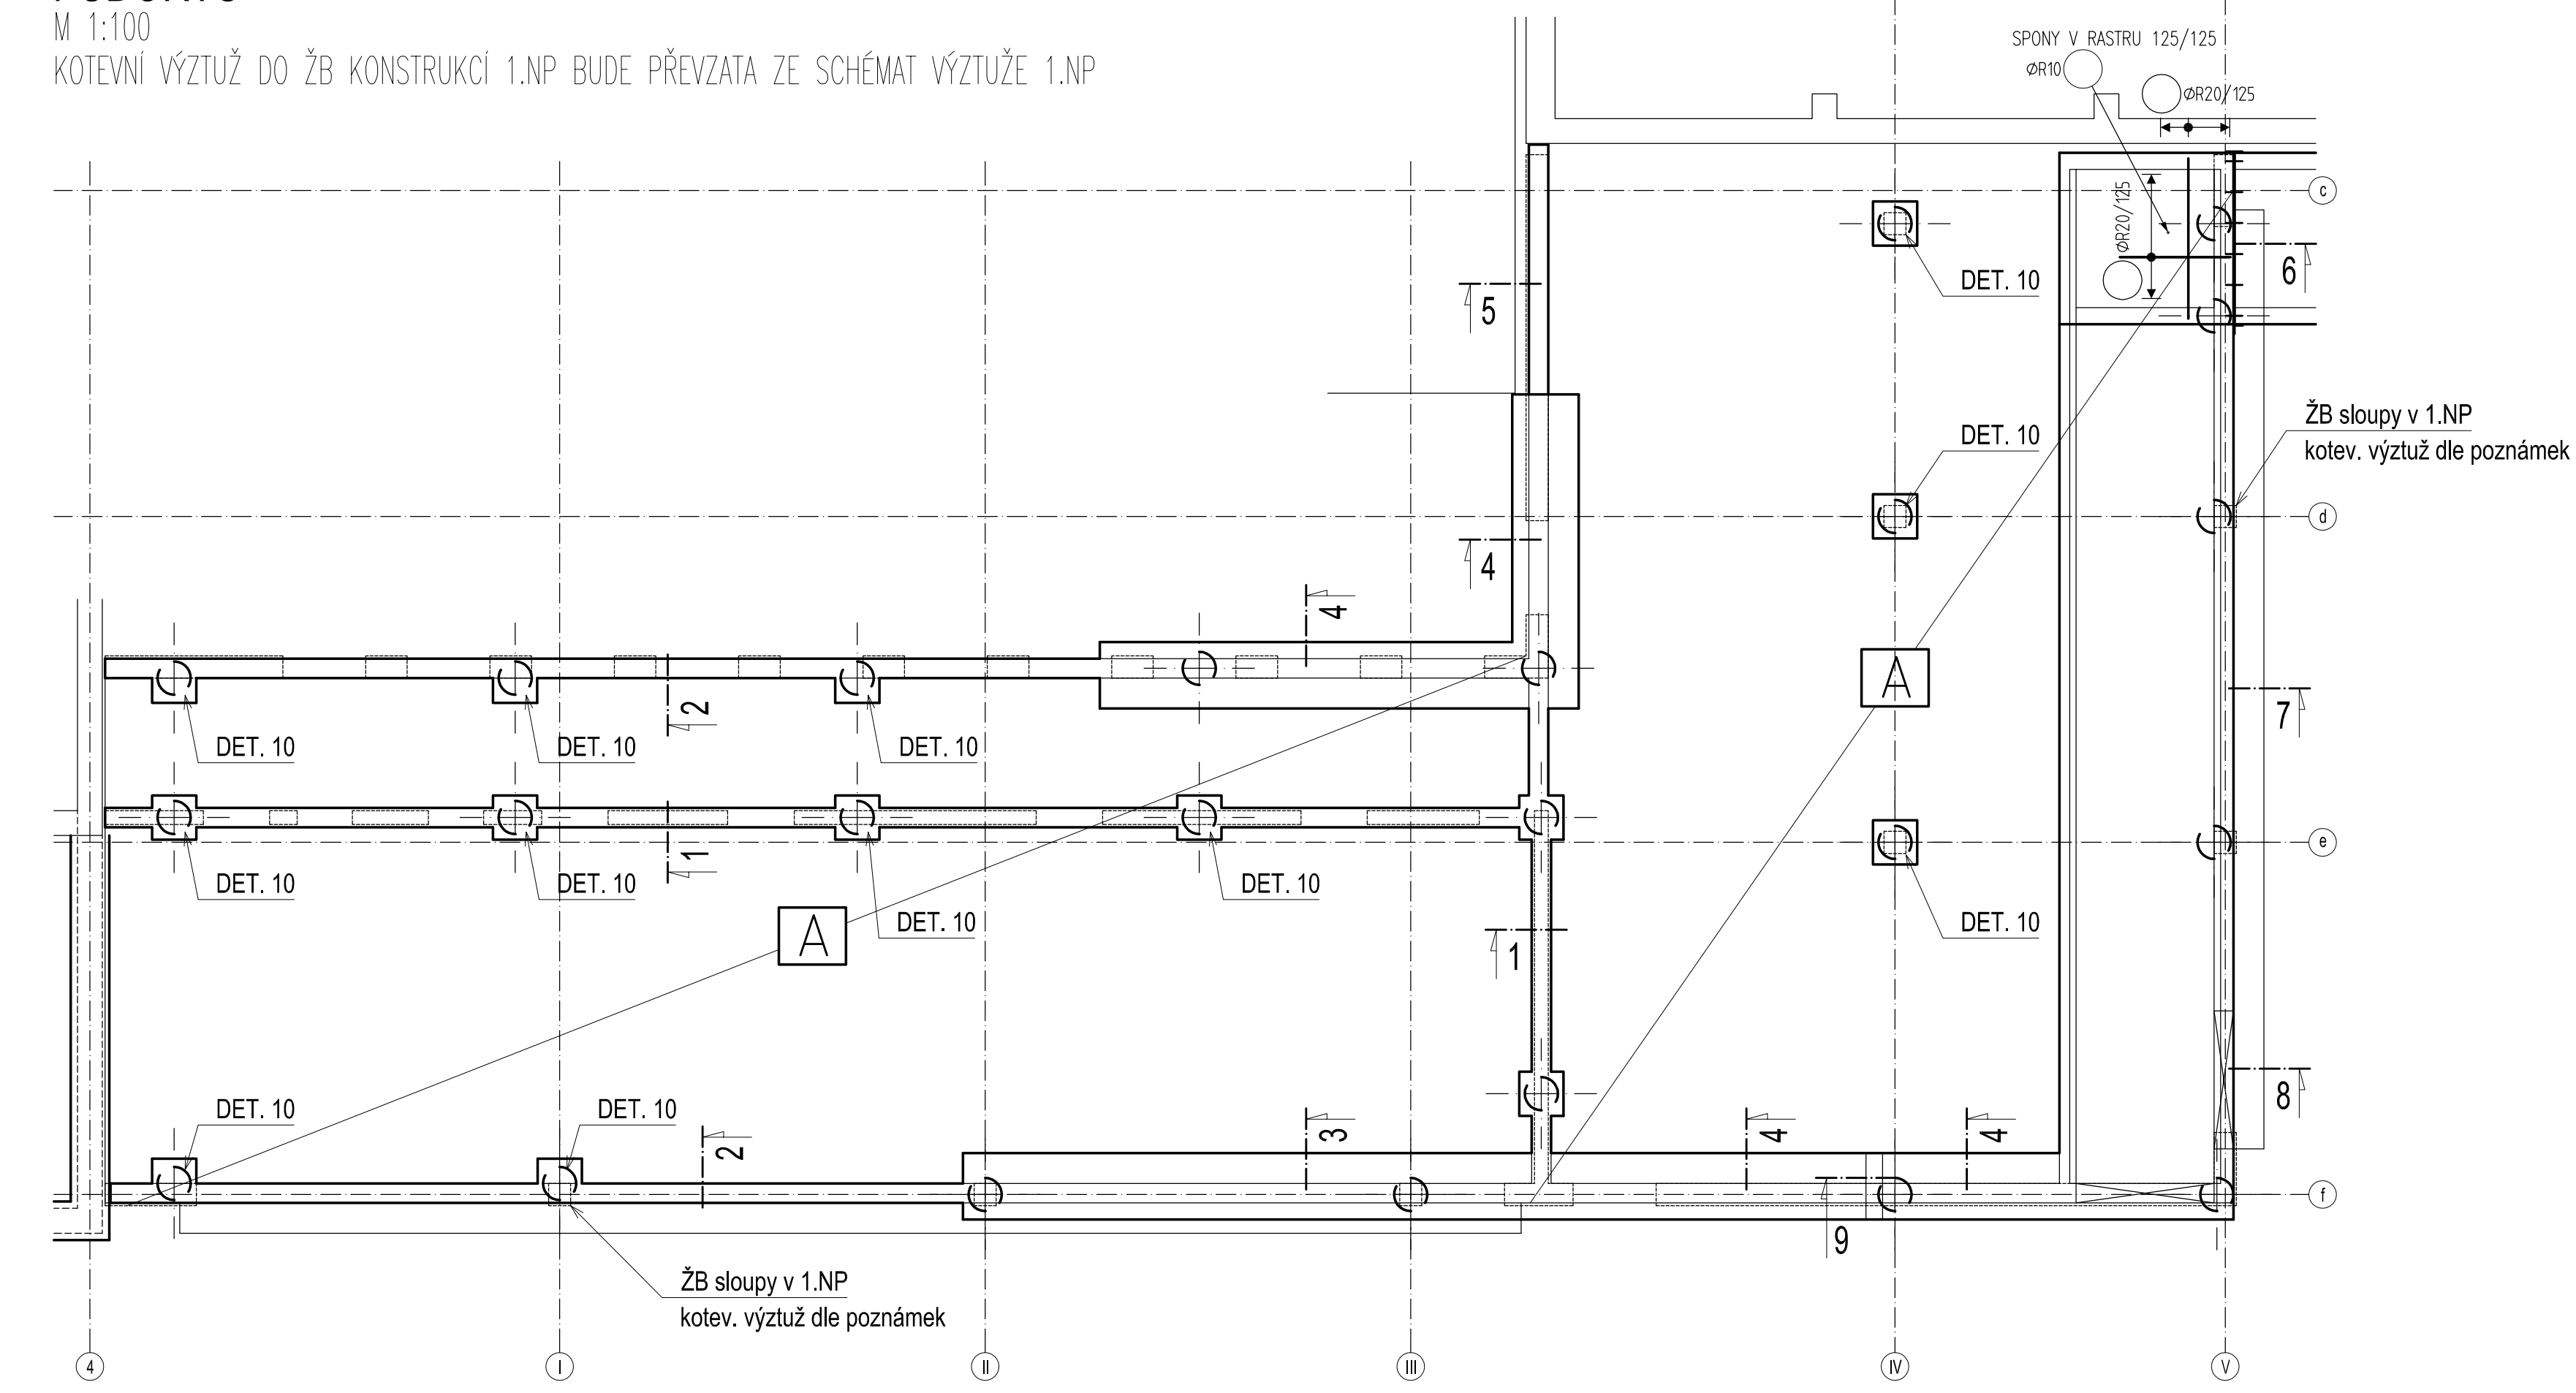 M 1:100
KOTEVNÍ VÝZTUŽ DO ŽB KONSTRUKCÍ 1.NP BUDE PŘEVZATA ZE SCHÉMAT VÝZTUŽE 1.NP
SPONY V RASTRU 125/125
ØR10
ØR20/125
ØR20/125
c
6
DET. 10
5
ŽB sloupy v 1.NP
kotev. výztuž dle poznámek
DET. 10
d
4
4
A
2
7
DET. 10
DET. 10
DET. 10
e
1
DET. 10
DET. 10
DET. 10
DET. 10
DET. 10
A
1
8
DET. 10
DET. 10
2
3
4
4
f
9
ŽB sloupy v 1.NP
kotev. výztuž dle poznámek
4
I
II
III
IV
V